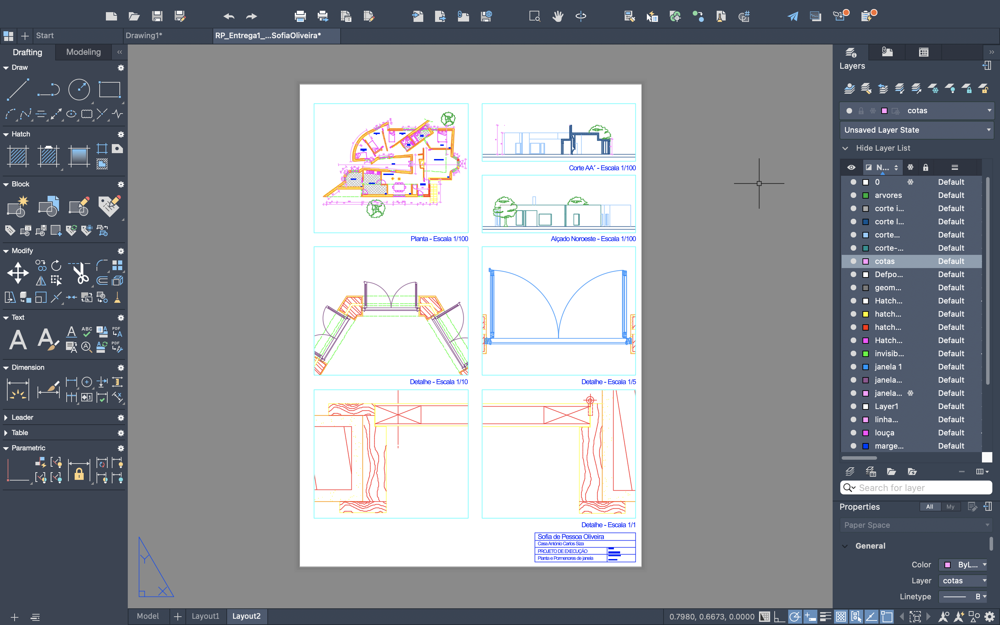 Start
Drawing1*
RP_Entrega1_...SofiaOliveira*
Drafting
Modeling
Draw
Hatch
Block
Modify
Text
ABC
PDF
PDF
Dimension
Leader
Table
Parametric
Corte AA´ - Escala 1/100
Planta - Escala 1/100
Alçado Noroeste - Escala 1/100
Detalhe - Escala 1/10
Detalhe - Escala 1/5
Detalhe - Escala 1/1
Sofia de Pessoa Oliveira
Casa António Carlos Siza
PROJETO DE EXECUÇÃO
Planta e Pormenores de janela
Y
X
Model
Layout1
Layout2
0.7980, 0.6673, 0.0000
Layers
cotas
Unsaved Layer State
Hide Layer List
N...
0 Default
arvores Default
corte i... Default
corte l... Default
corte... Default
corte-... Default
cotas Default
Defpo... Default
geom... Default
Hatch... Default
hatch... Default
hatch... Default
Hatch... Default
invisib... Default
janela 1 Default
janela... Default
janela... Default
Layer1 Default
linha... Default
louça Default
marge... Default
Search for layer
Properties
All
My
Paper Space
General
Color ByL...
Layer cotas
Linetype B